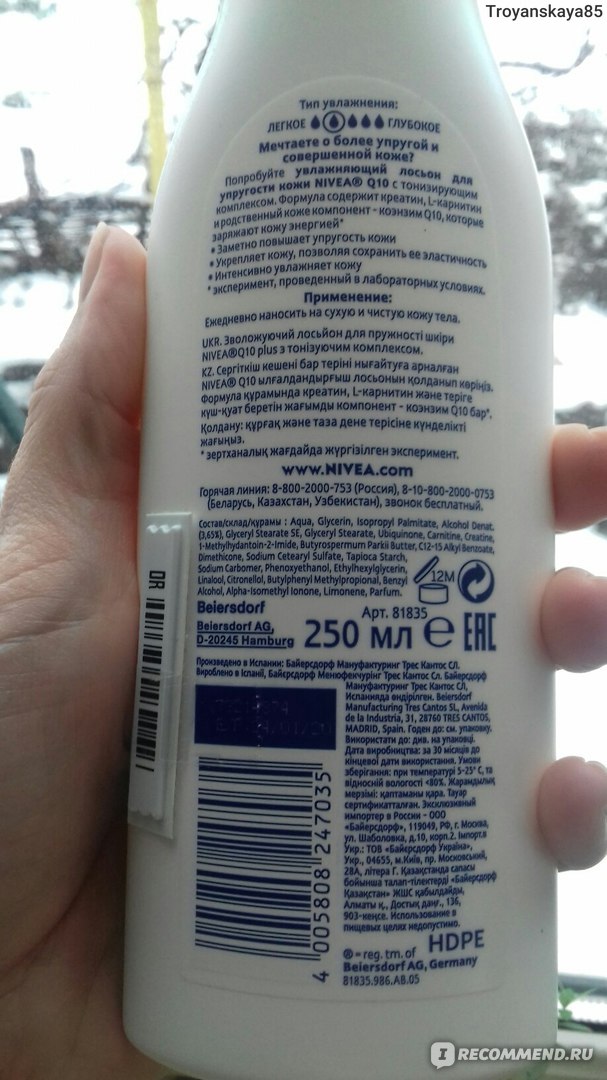 Troyanskaya85
Тип увлажнения:
ЛЕГКОЕ ГЛУБОКОЕ
Мечтаете о более упругой и
совершенной коже?
Попробуйте увлажняющий лосьон для
упругости кожи NIVEA® Q10 с тонизирующим
комплексом. Формула содержит креатин, L-карнитин
и родственный коже компонент - коэнзим Q10, которые
заряжают кожу энергией*
• Заметно повышает упругость кожи
• Укрепляет кожу, позволяя сохранить ее эластичность
• Интенсивно увлажняет кожу
* эксперимент, проведенный в лабораторных условиях.
Применение:
Ежедневно наносить на сухую и чистую кожу тела.
UKR. Зволожуючий лосьйон для пружності шкіри
NIVEA®Q10 plus з тонізуючим комплексом.
KZ. Сергіткіш кешені бар теріні нығайтуға арналған
NIVEA® Q10 ылғалдандырғыш лосьонын қолданып көріңіз.
Формула құрамында креатин, L-карнитин және теріге
күш-қуат беретін жағымды компонент - коэнзим Q10 бар*.
Қолдану: құрғақ және таза дене терісіне күнделікті
жағыңыз.
* зертханалық жағдайда жүргізілген эксперимент.
www.NIVEA.com
Горячая линия: 8-800-2000-753 (Россия), 8-10-800-2000-0753
(Беларусь, Казахстан, Узбекистан), звонок бесплатный.
Состав/склад/құрамы : Aqua, Glycerin, Isopropyl Palmitate, Alcohol Denat.
(3,65%), Glyceryl Stearate SE, Glyceryl Stearate, Ubiquinone, Carnitine, Creatine,
1-Methylhydantoin-2-Imide, Butyrospermum Parkii Butter, C12-15 Alkyl Benzoate,
Dimethicone, Sodium Cetearyl Sulfate, Tapioca Starch,
Sodium Carbomer, Phenoxyethanol, Ethylhexylglycerin,
Linalool, Citronellol, Butylphenyl Methylpropional, Benzyl
Alcohol, Alpha-Isomethyl Ionone, Limonene, Parfum.
12M
DR
Beiersdorf
Beiersdorf AG,
D-20245 Hamburg
Арт. 81835
250 мл e EAC
Произведено в Испании: Байерсдорф Мануфактуринг Трес Кантос СЛ.
Вироблено в Іспанії, Байєрсдорф Менюфекчурінг Трес Кантос Сл. Байерсдорф
Мануфактуринг Трес Кантос СЛ,
Испанияда өндірілген. Beiersdorf
Manufacturing Tres Cantos SL, Avenida
de la Industria, 31, 28760 TRES CANTOS,
MADRID, Spain. Годен до: см. упаковку.
Використати до: див. на упаковці.
Дата виробництва: за 30 місяців до
кінцевої дати використання. Умови
зберігання: при температурі 5-25° С, та
відносній вологості <80%. Жарамдылық
мерзімі: қаптаманы қара. Тауар
сертификатталған. Эксклюзивный
импортер в России - ООО
«Байерсдорф», 119049, РФ, г. Москва,
ул. Шаболовка, д.10, корп.2. Імпорт.в
Укр.: ТОВ «Байєрсдорф Україна»,
Укр., 04655, м.Київ, пр. Московський,
28А, літера Г. Қазақстанда сапасы
бойынша талап-тілектерді «Байерсдорф
Казахстан» ЖШС қабылдайды,
Алматы қ., Достық даңғ., 136,
903-кеңсе. Использование в
пищевых целях недопустимо.
4 005808 247035
HDPE
® = reg. tm. of
Beiersdorf AG, Germany
81835.986.AB.05
IRECOMMEND.RU